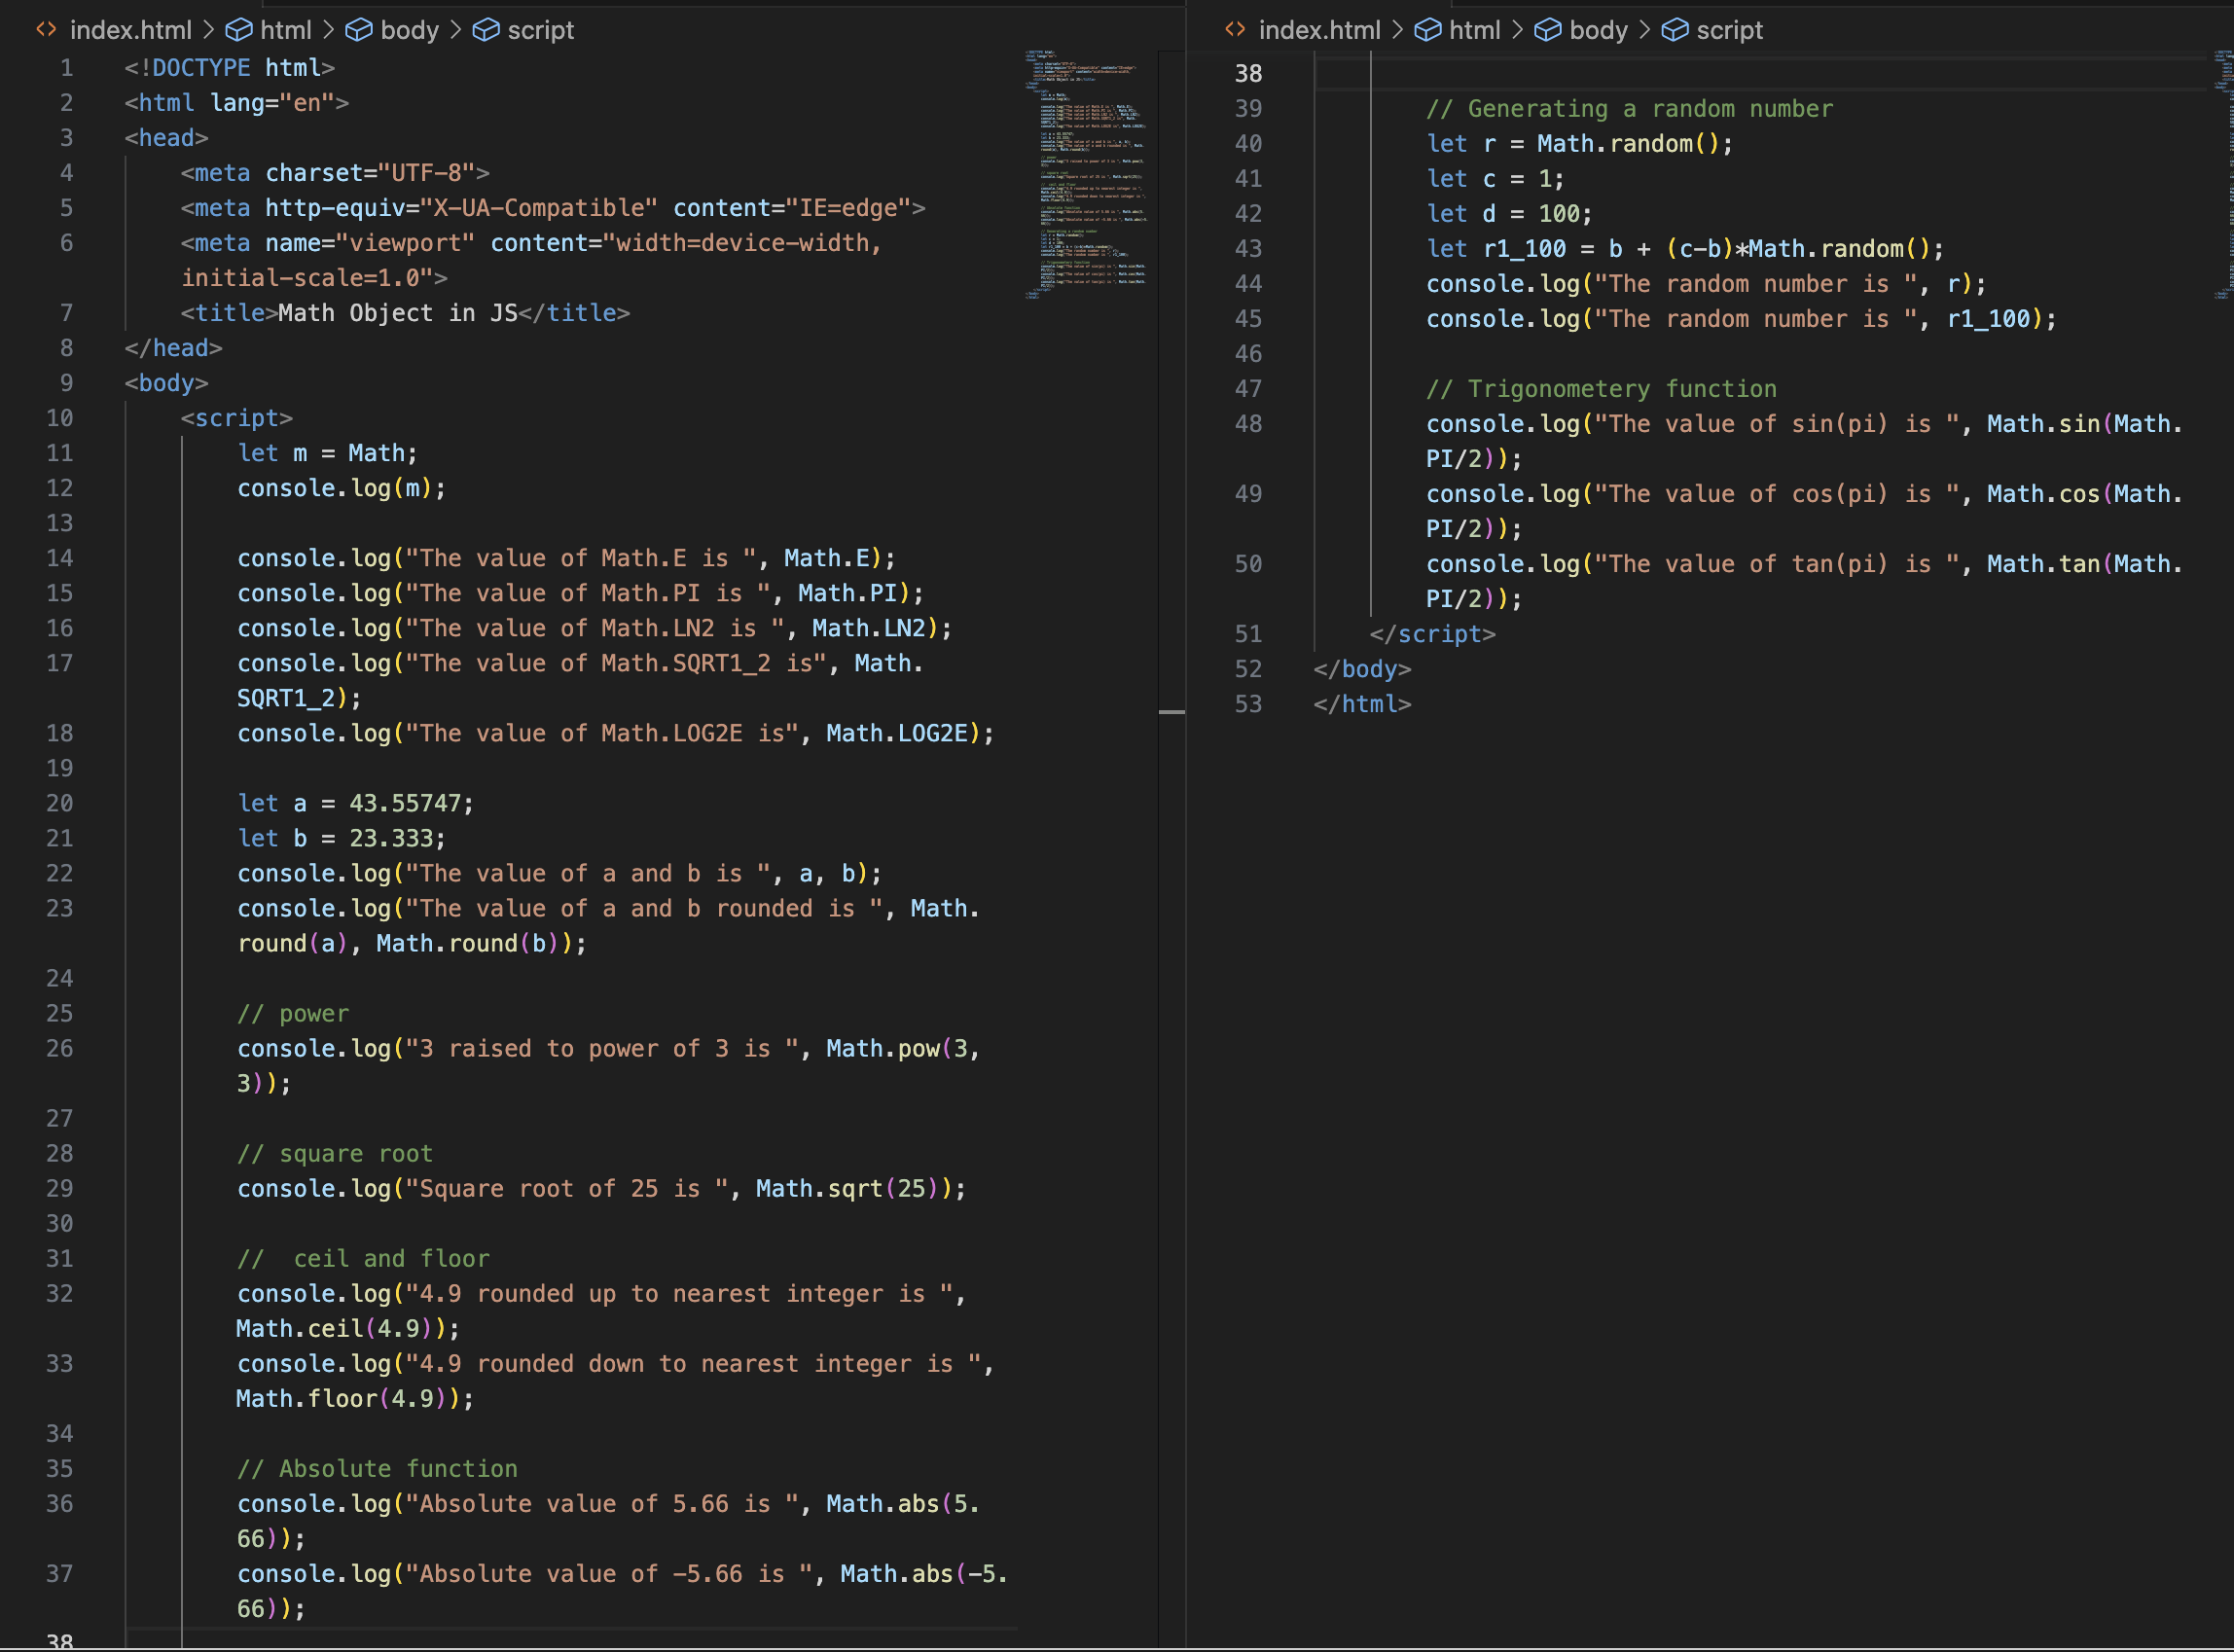 index.html > html > body > script
1 <!DOCTYPE html>
2 <html lang="en">
3 <head>
4 <meta charset="UTF-8">
5 <meta http-equiv="X-UA-Compatible" content="IE=edge">
6 <meta name="viewport" content="width=device-width,
initial-scale=1.0">
7 <title>Math Object in JS</title>
8 </head>
9 <body>
10 <script>
11 let m = Math;
12 console.log(m);
13
14 console.log("The value of Math.E is ", Math.E);
15 console.log("The value of Math.PI is ", Math.PI);
16 console.log("The value of Math.LN2 is ", Math.LN2);
17 console.log("The value of Math.SQRT1_2 is", Math.
SQRT1_2);
18 console.log("The value of Math.LOG2E is", Math.LOG2E);
19
20 let a = 43.55747;
21 let b = 23.333;
22 console.log("The value of a and b is ", a, b);
23 console.log("The value of a and b rounded is ", Math.
round(a), Math.round(b));
24
25 // power
26 console.log("3 raised to power of 3 is ", Math.pow(3,
3));
27
28 // square root
29 console.log("Square root of 25 is ", Math.sqrt(25));
30
31 //  ceil and floor
32 console.log("4.9 rounded up to nearest integer is ",
Math.ceil(4.9));
33 console.log("4.9 rounded down to nearest integer is ",
Math.floor(4.9));
34
35 // Absolute function
36 console.log("Absolute value of 5.66 is ", Math.abs(5.
66));
37 console.log("Absolute value of -5.66 is ", Math.abs(-5.
66));
38
index.html > html > body > script
38
39 // Generating a random number
40 let r = Math.random();
41 let c = 1;
42 let d = 100;
43 let r1_100 = b + (c-b)*Math.random();
44 console.log("The random number is ", r);
45 console.log("The random number is ", r1_100);
46
47 // Trigonometery function
48 console.log("The value of sin(pi) is ", Math.sin(Math.
PI/2));
49 console.log("The value of cos(pi) is ", Math.cos(Math.
PI/2));
50 console.log("The value of tan(pi) is ", Math.tan(Math.
PI/2));
51 </script>
52 </body>
53 </html>